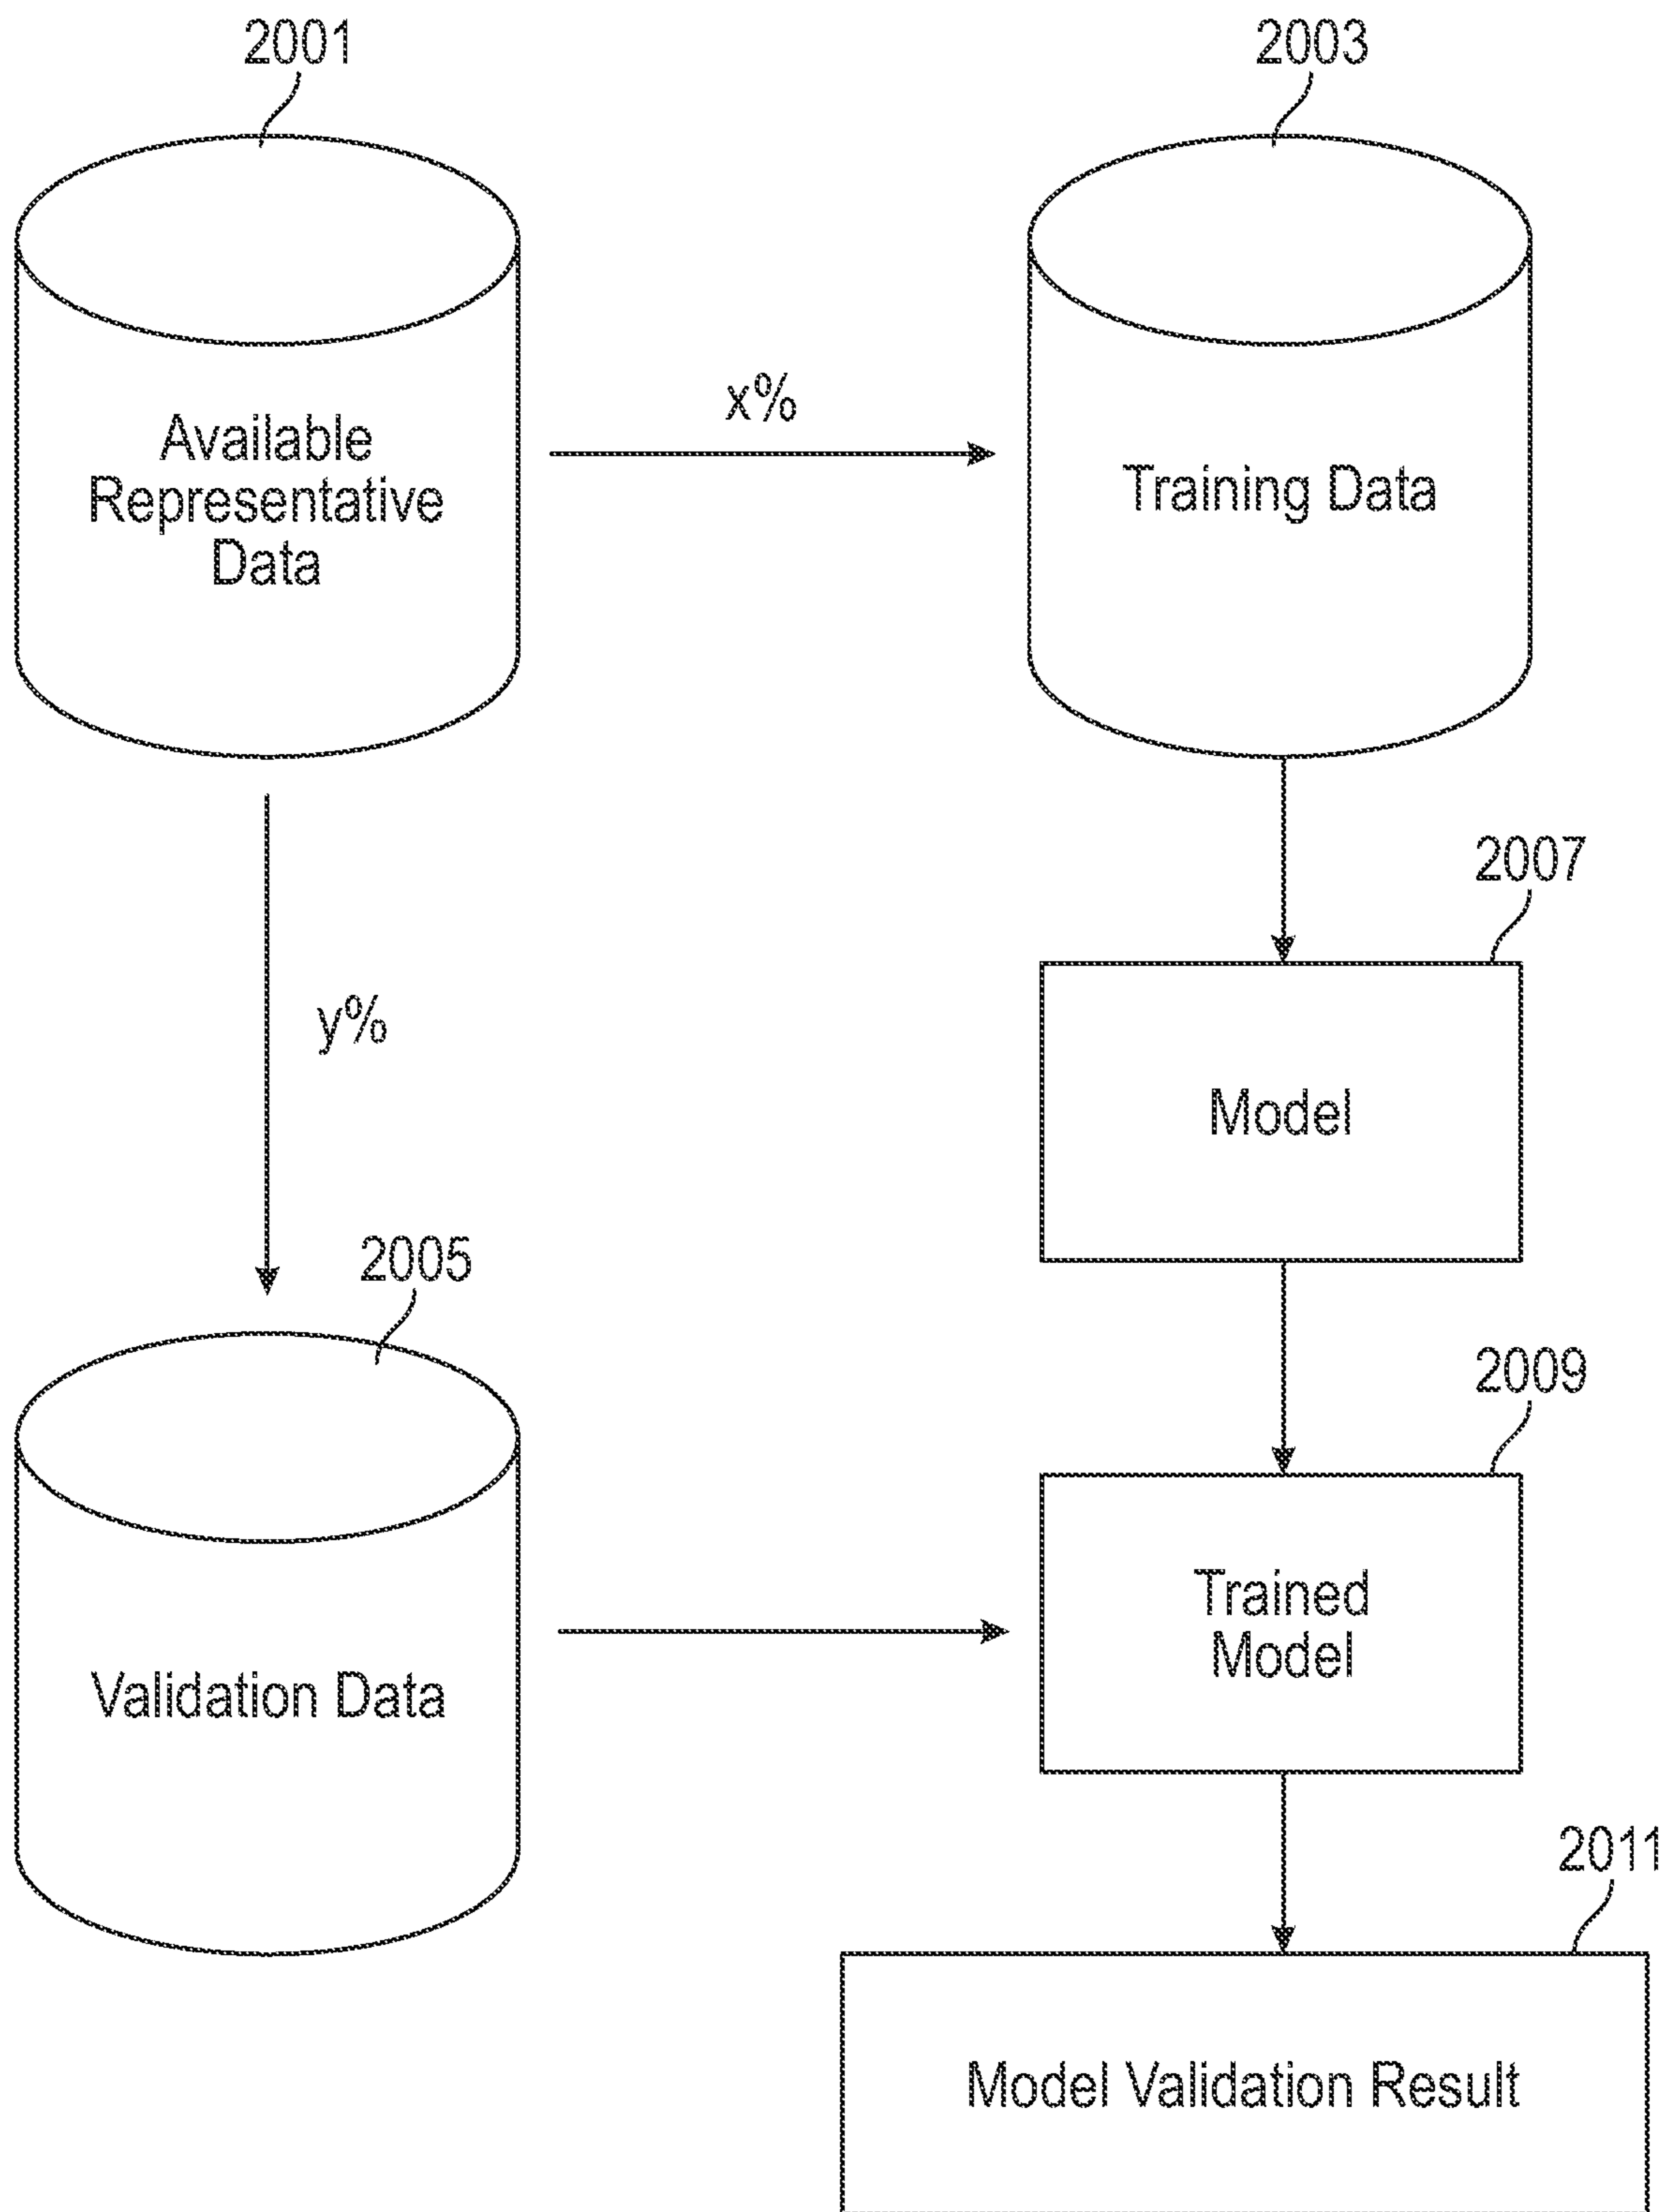 2001
2003
Available
Representative
Data
x%
Training Data
2007
y%
Model
2005
2009
Trained
Model
Validation Data
2011
Model Validation Result